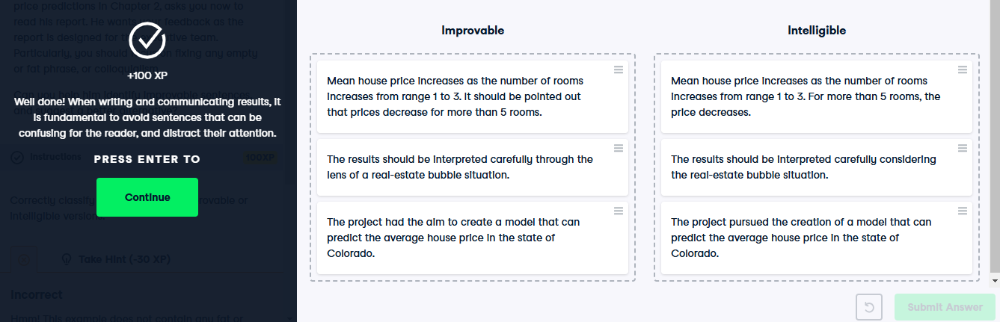 price predictions in Chapter 2, asks you now to
read his report. He wants your feedback as the
report is designed for the executive team.
Particularly, you should focus on fixing any empty
or fat phrase, or colloquialism.
+100 XP
Well done! When writing and communicating results, it
is fundamental to avoid sentences that can be
confusing for the reader, and distract their attention.
PRESS ENTER TO
Instructions
100XP
Continue
Correctly classify
ovable or
intelligible version
Take Hint (-30 XP)
Incorrect
Hmm! This example does not contain any fat or
Improvable
Mean house price increases as the number of rooms
increases from range 1 to 3. It should be pointed out
that prices decrease for more than 5 rooms.
The results should be interpreted carefully through the
lens of a real-estate bubble situation.
The project had the aim to create a model that can
predict the average house price in the state of
Colorado.
Intelligible
Mean house price increases as the number of rooms
increases from range 1 to 3. For more than 5 rooms, the
price decreases.
The results should be interpreted carefully considering
the real-estate bubble situation.
The project pursued the creation of a model that can
predict the average house price in the state of
Colorado.
Submit Answer